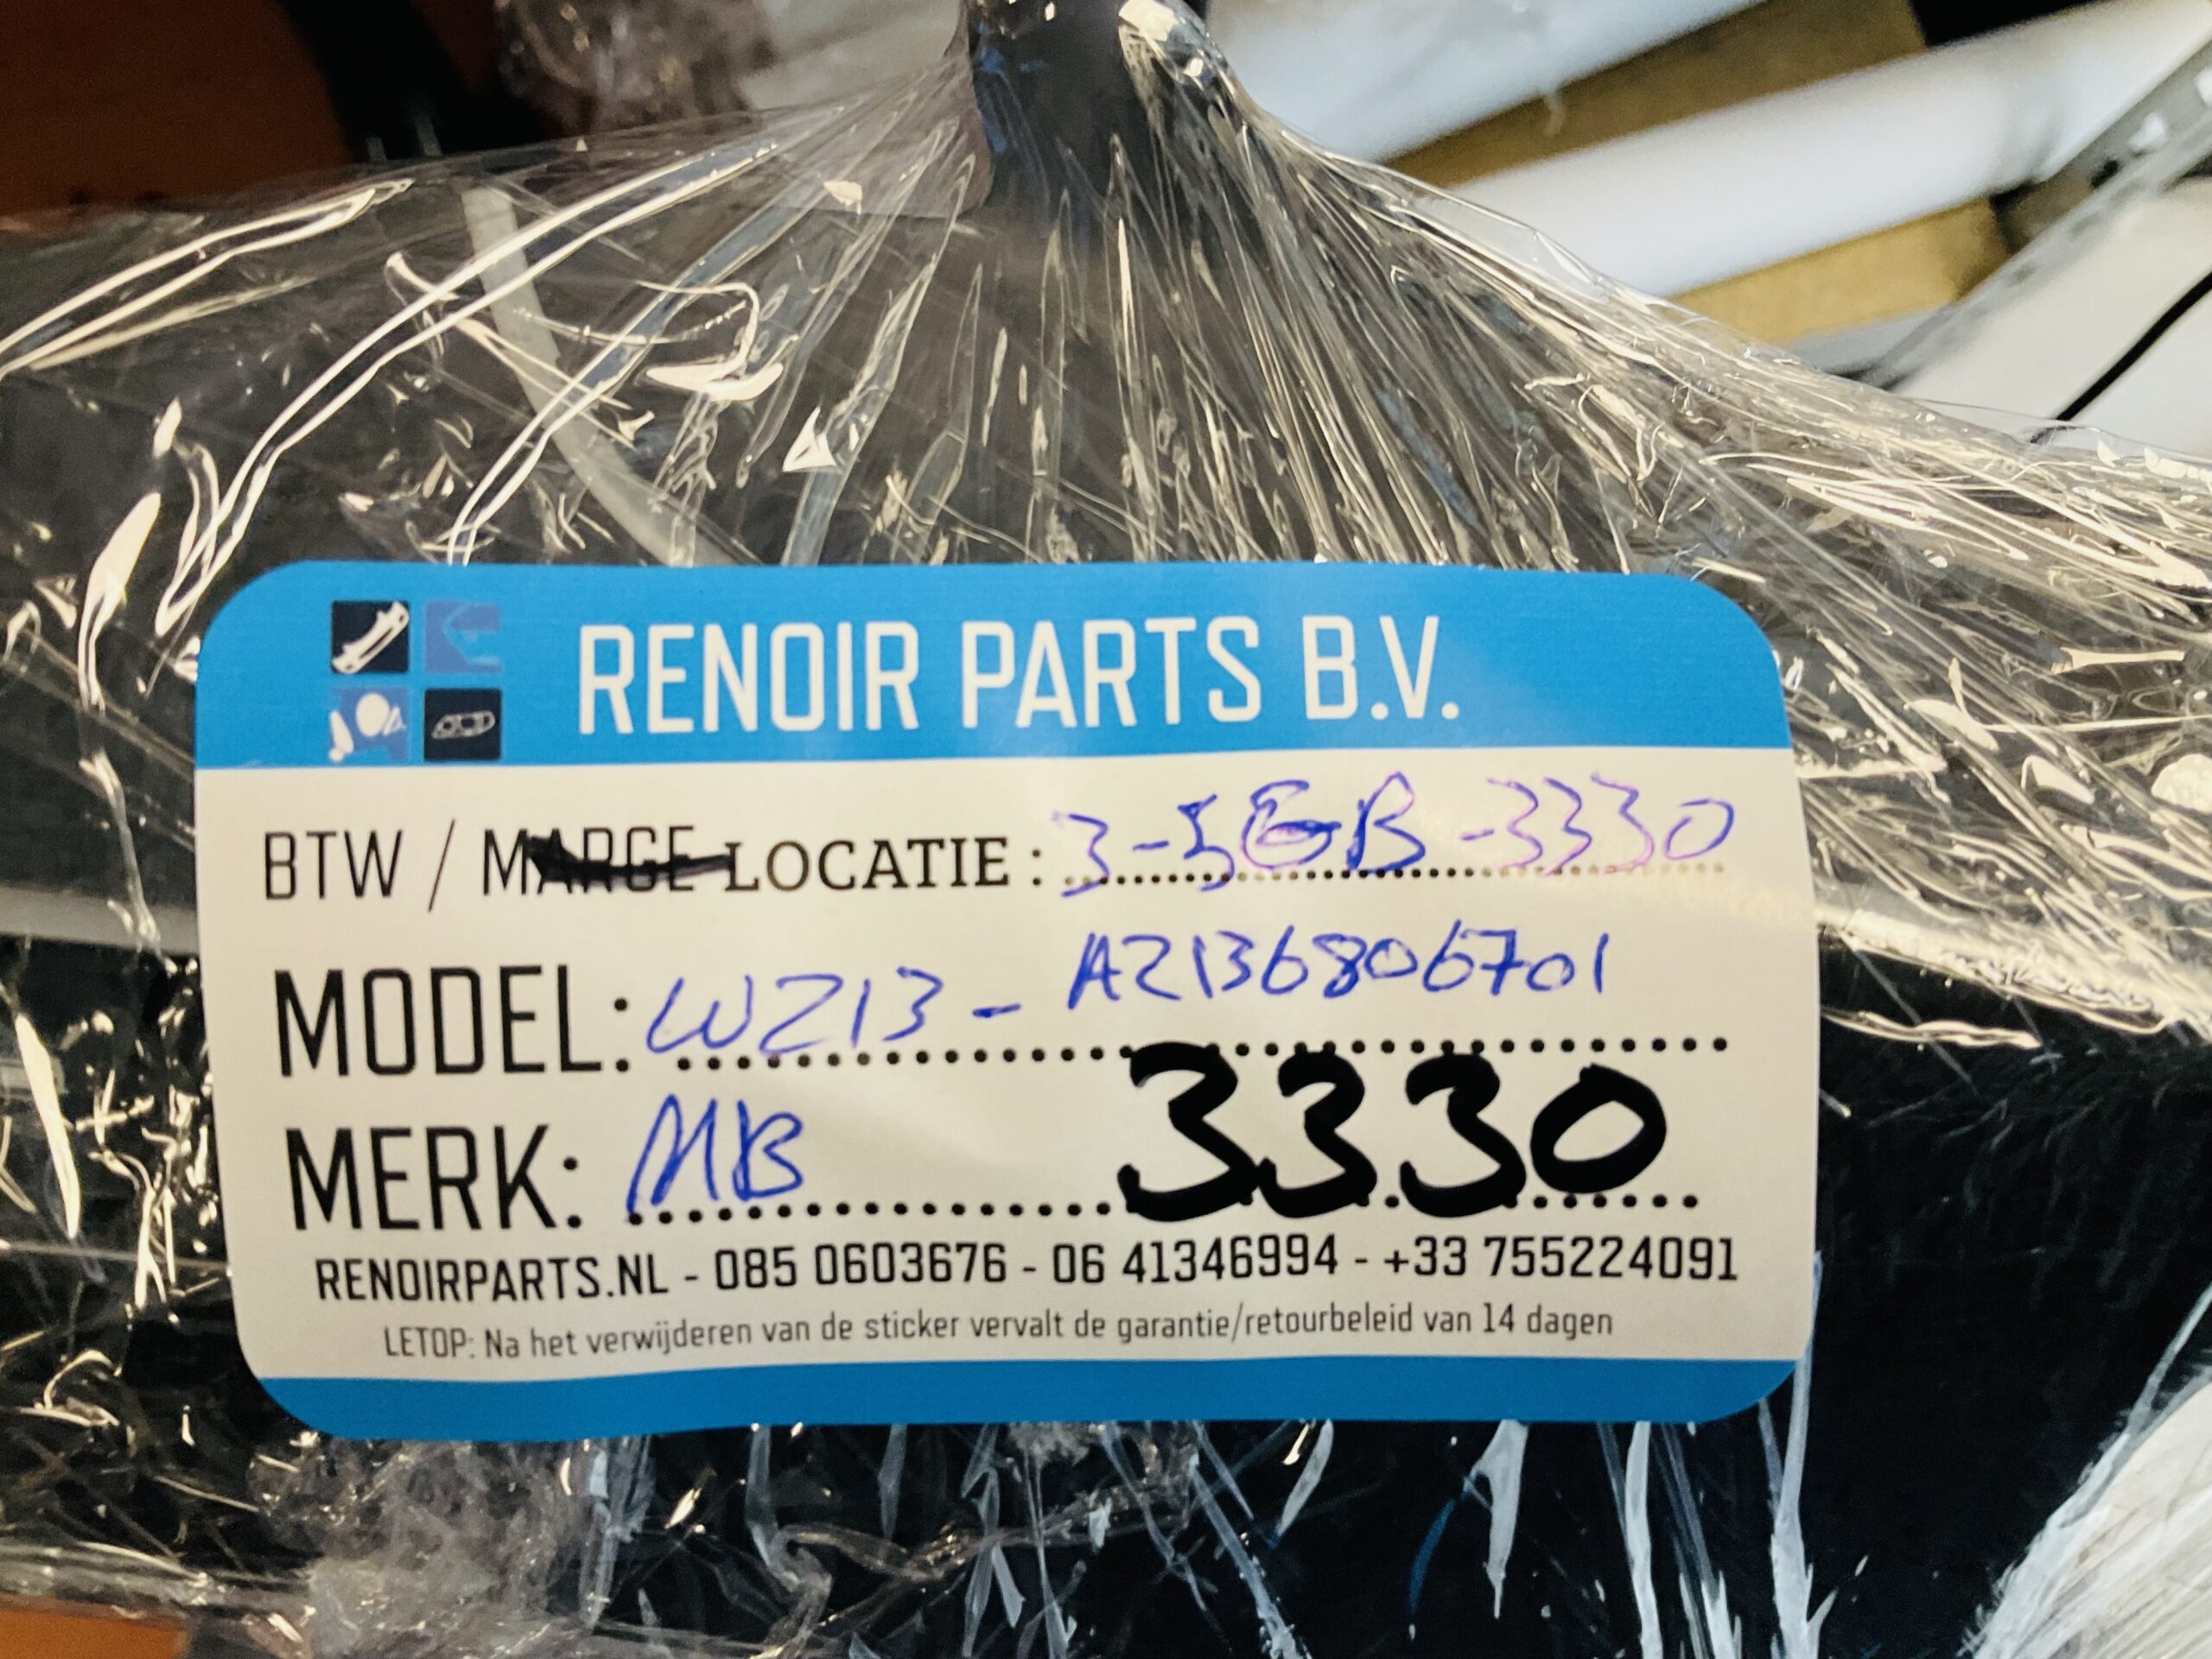 RENOIR PARTS B.V.
BTW / MARGE LOCATIE : 3-5 B -3330
MODEL: W213 - A2136806701
MERK: MB 3330
RENOIRPARTS.NL - 085 0603676 - 06 41346994 - +33 755224091
LETOP: Na het verwijderen van de sticker vervalt de garantie/retourbeleid van 14 dagen